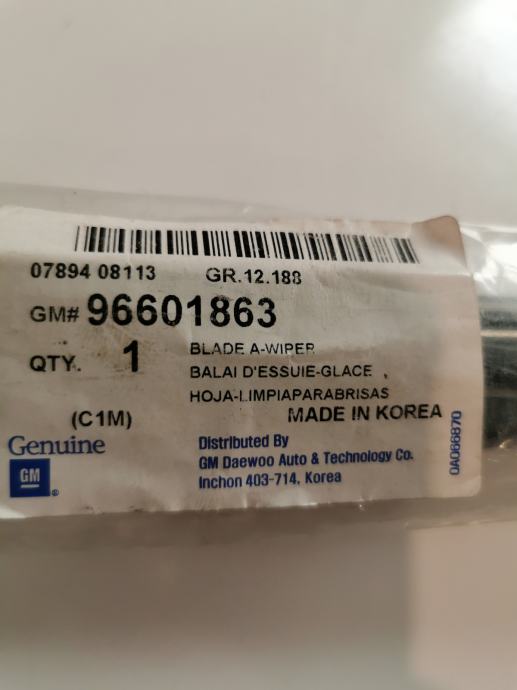 07894 08113 GR.12.188
GM# 96601863
QTY. 1 BLADE A-WIPER
BALAI D'ESSUIE-GLACE
HOJA-LIMPIAPARABRISAS
(C1M) MADE IN KOREA
Genuine
GM ®
Distributed By
GM Daewoo Auto & Technology Co.
Inchon 403-714, Korea
0A066870